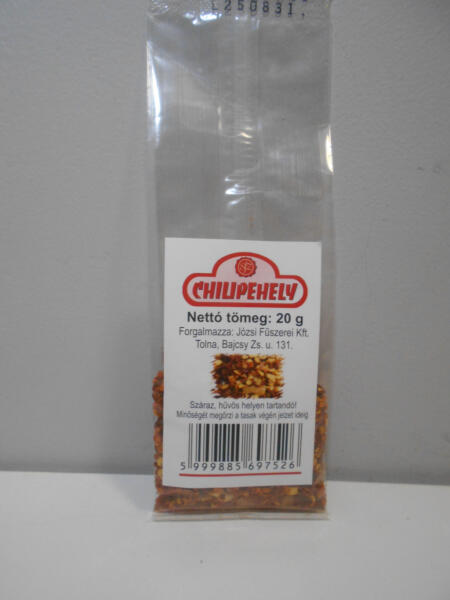 L250831.
CHILIPEHELY
Nettó tömeg: 20 g
Forgalmazza: Józsi Fűszerei Kft.
Tolna, Bajcsy Zs. u. 131.
Száraz, hűvös helyen tartandó!
Minőségét megőrzi a tasak végén jelzet ideig
5 999885 697526